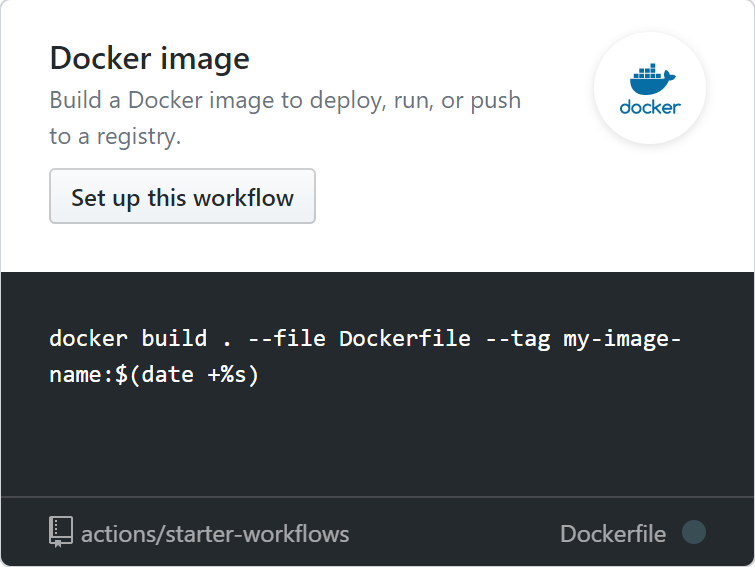 Docker image
Build a Docker image to deploy, run, or push
to a registry.
docker
Set up this workflow
docker build . --file Dockerfile --tag my-image-
name:$(date +%s)
actions/starter-workflows
Dockerfile